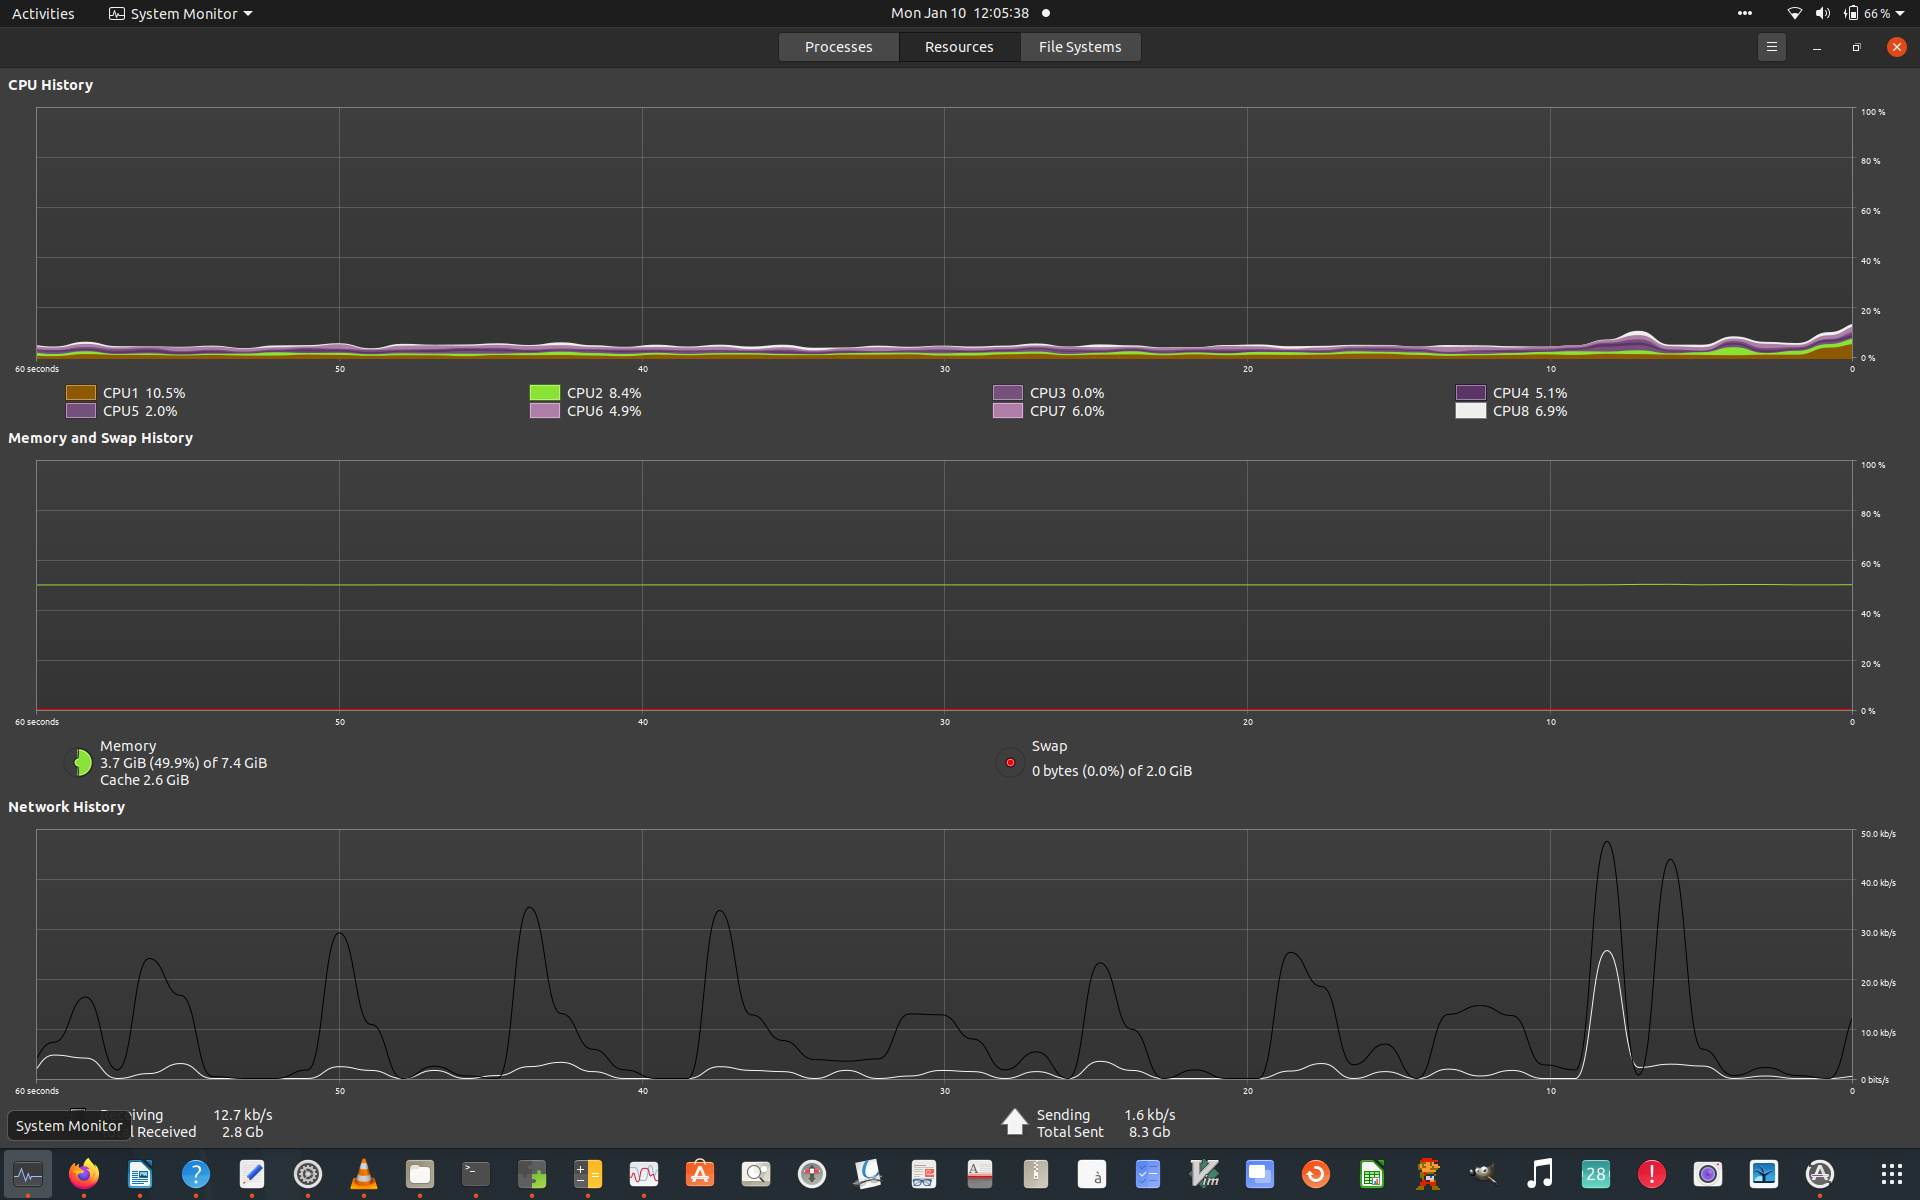 Activities System Monitor Mon Jan 10 12:05:38 66 %
Processes Resources File Systems
CPU History
100 %
80 %
60 %
40 %
20 %
0 %
60 seconds 50 40 30 20 10 0
CPU1 10.5% CPU2 8.4% CPU3 0.0% CPU4 5.1%
CPU5 2.0% CPU6 4.9% CPU7 6.0% CPU8 6.9%
Memory and Swap History
100 %
80 %
60 %
40 %
20 %
0 %
60 seconds 50 40 30 20 10 0
Memory Swap
3.7 GiB (49.9%) of 7.4 GiB 0 bytes (0.0%) of 2.0 GiB
Cache 2.6 GiB
Network History
50.0 kb/s
40.0 kb/s
30.0 kb/s
20.0 kb/s
10.0 kb/s
0 bits/s
60 seconds 50 40 30 20 10 0
12.7 kb/s Sending 1.6 kb/s
System Monitor Received 2.8 Gb Total Sent 8.3 Gb
? >_ A à Vim 28 !